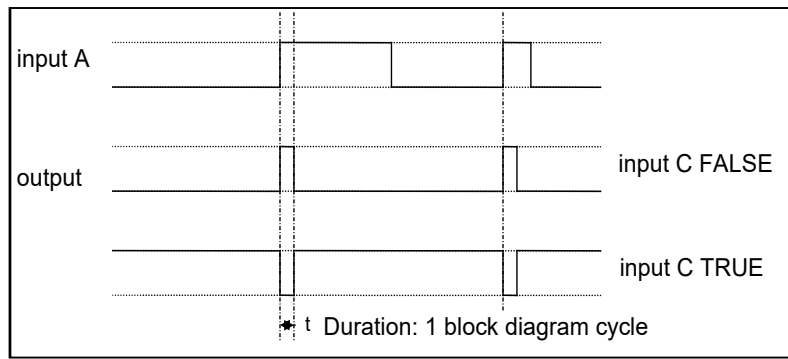 input A
input C FALSE
output
input C TRUE
t Duration: 1 block diagram cycle